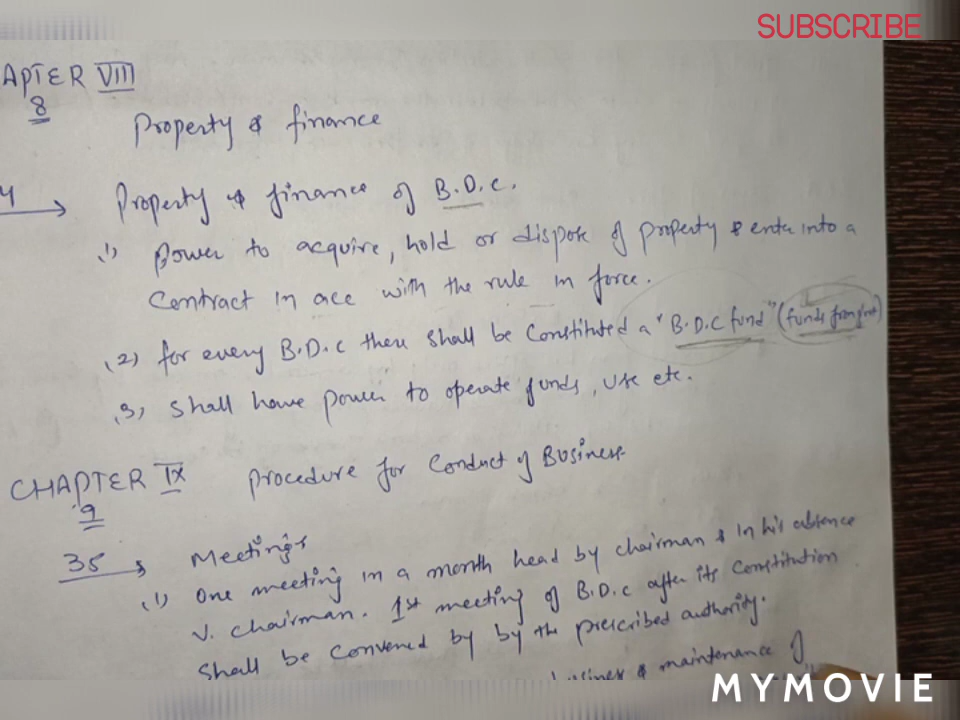 SUBSCRIBE
APTER VIII
8
Property & finance
4 → Property & finance of B.D.C.
(1) Power to acquire, hold or dispose of property & enter into a
Contract in acc with the rule in force.
(2) for every B.D.C there shall be Constituted a "B.D.C fund" (funds from
(3) Shall have power to operate funds, use etc.
CHAPTER IX Procedure for Conduct of Business
9
35 → Meetings
(1) One meeting in a month head by chairman & in his absence
V. chairman. 1st meeting of B.D.C after its Constitution
Shall be convened by by the prescribed authority.
& maintenance of
MYMOVIE